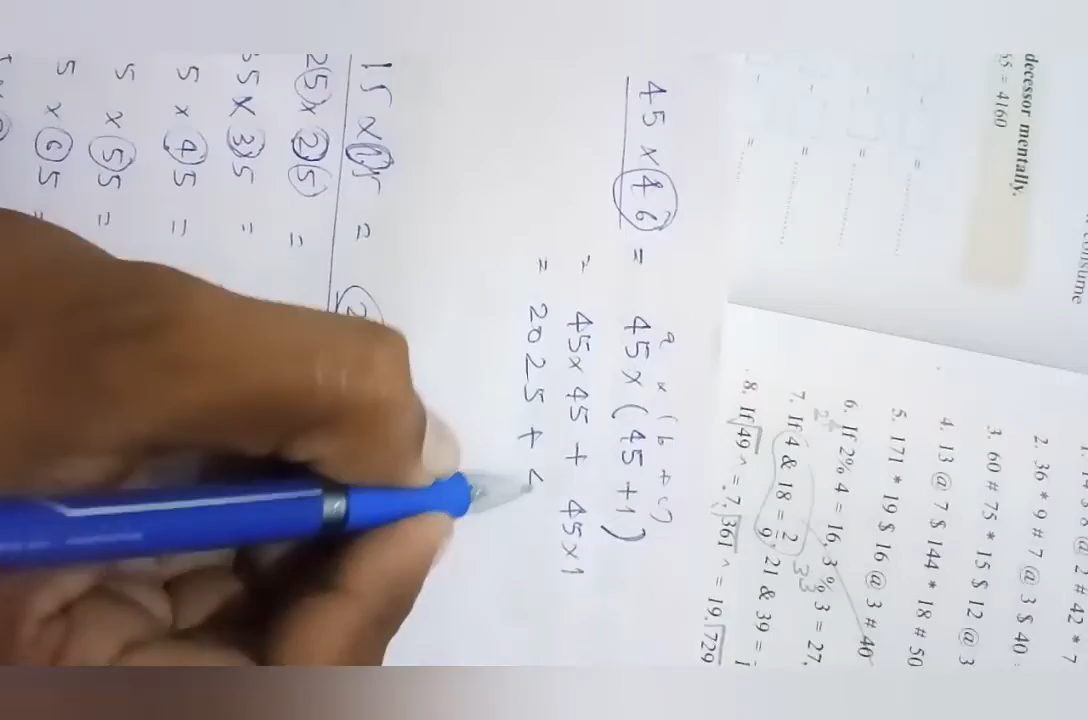 decessor mentally.
55 = 4160
45 × 46 = 45 × (45 + 1)
a × (b + c)
= 45 × 45 + 45 × 1
= 2025 +
15 × 15 =
25 × 25 =
35 × 35 =
5 × 45 =
5 × 55 =
5 × 65 =
consume
2. 36 * 9 # 7 @ 3 $ 40
3. 60 # 75 * 15 $ 12 @ 3
4. 13 @ 7 $ 144 * 18 # 50
5. 171 * 19 $ 16 @ 3 # 40
6. If 2% 4 = 16, 3 % 3 = 27,
7. If 4 & 18 = 2/9, 21 & 39 =
8. If √49 ^ = 7, √361 ^ = 19. √729